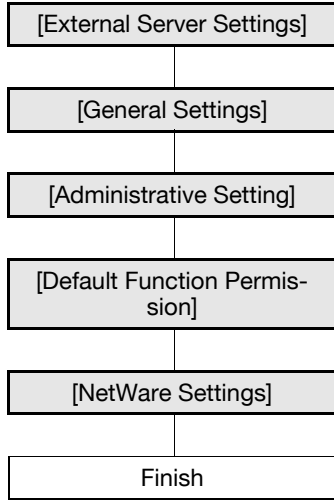 [External Server Settings]
[General Settings]
[Administrative Setting]
[Default Function Permis-
sion]
[NetWare Settings]
Finish